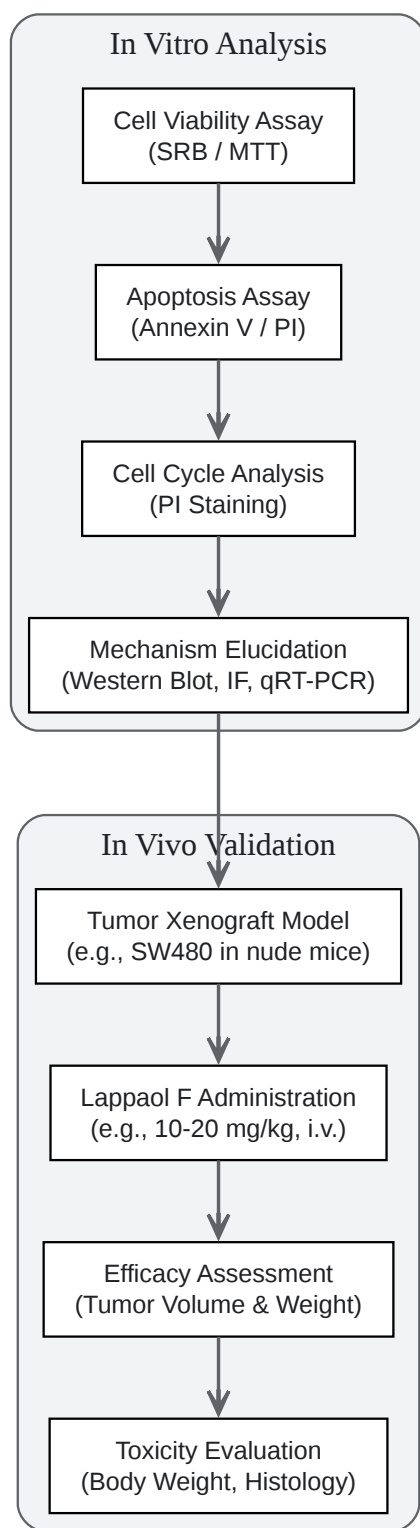 In Vitro Analysis
Cell Viability Assay
(SRB / MTT)
Apoptosis Assay
(Annexin V / PI)
Cell Cycle Analysis
(PI Staining)
Mechanism Elucidation
(Western Blot, IF, qRT-PCR)
In Vivo Validation
Tumor Xenograft Model
(e.g., SW480 in nude mice)
Lappaol F Administration
(e.g., 10-20 mg/kg, i.v.)
Efficacy Assessment
(Tumor Volume & Weight)
Toxicity Evaluation
(Body Weight, Histology)